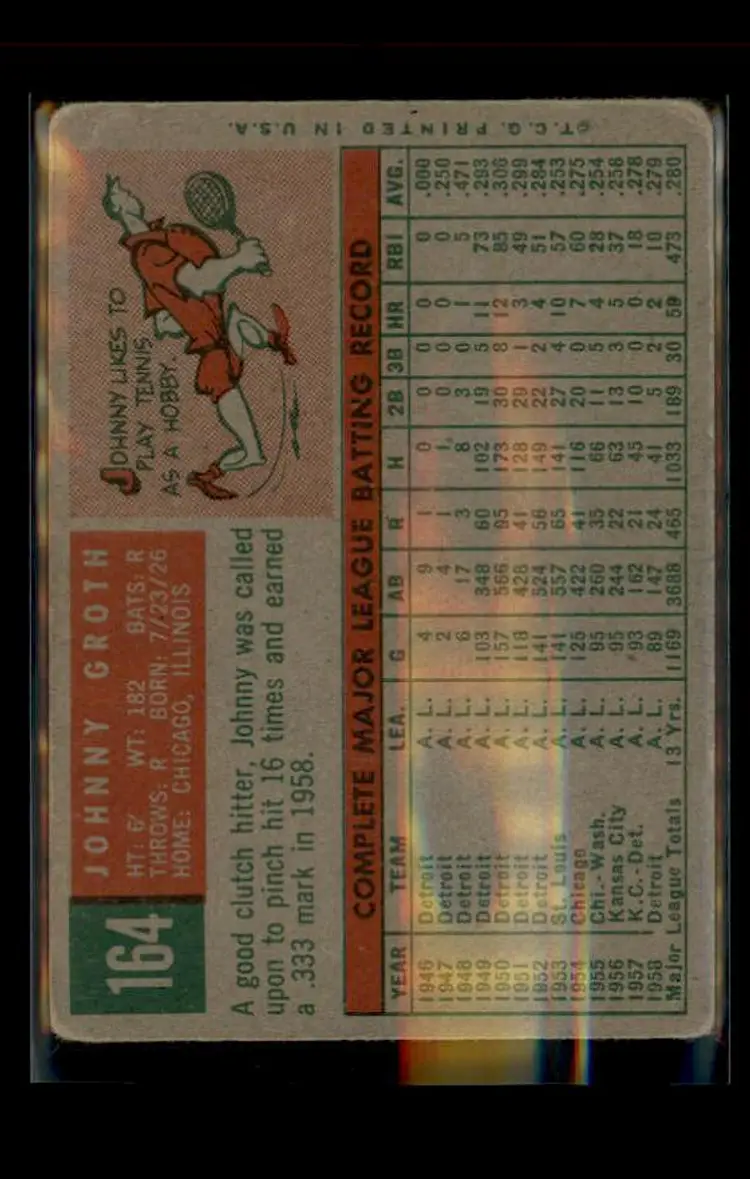 164
JOHNNY GROTH
HT: 6' WT: 182 BATS: R
THROWS: R BORN: 7/23/26
HOME: CHICAGO, ILLINOIS
A good clutch hitter, Johnny was called
upon to pinch hit 16 times and earned
a .333 mark in 1958.
JOHNNY LIKES TO
PLAY TENNIS
AS A HOBBY.
COMPLETE MAJOR LEAGUE BATTING RECORD
YEAR TEAM LEA. G AB R H 2B 3B HR RBI AVG.
1946 Detroit A. L. 4 9 1 0 0 0 0 0 .000
1947 Detroit A. L. 2 4 1 1 0 0 0 0 .250
1948 Detroit A. L. 6 17 3 8 3 0 1 5 .471
1949 Detroit A. L. 103 348 60 102 19 5 11 73 .293
1950 Detroit A. L. 157 566 95 173 30 8 12 85 .306
1951 Detroit A. L. 118 428 41 128 29 1 3 49 .299
1952 Detroit A. L. 141 524 56 149 22 2 4 51 .284
1953 St. Louis A. L. 141 557 65 141 27 4 10 57 .253
1954 Chicago A. L. 125 422 41 116 20 0 7 60 .275
1955 Chi.-Wash. A. L. 95 260 35 66 11 5 4 28 .254
1956 Kansas City A. L. 95 244 22 63 13 3 5 37 .258
1957 K.C.-Det. A. L. 93 162 21 45 10 0 0 18 .278
1958 Detroit A. L. 89 147 24 41 5 2 2 10 .279
Major League Totals 13 Yrs. 1169 3688 465 1033 189 30 59 473 .280
©T. C. G. PRINTED IN U.S.A.